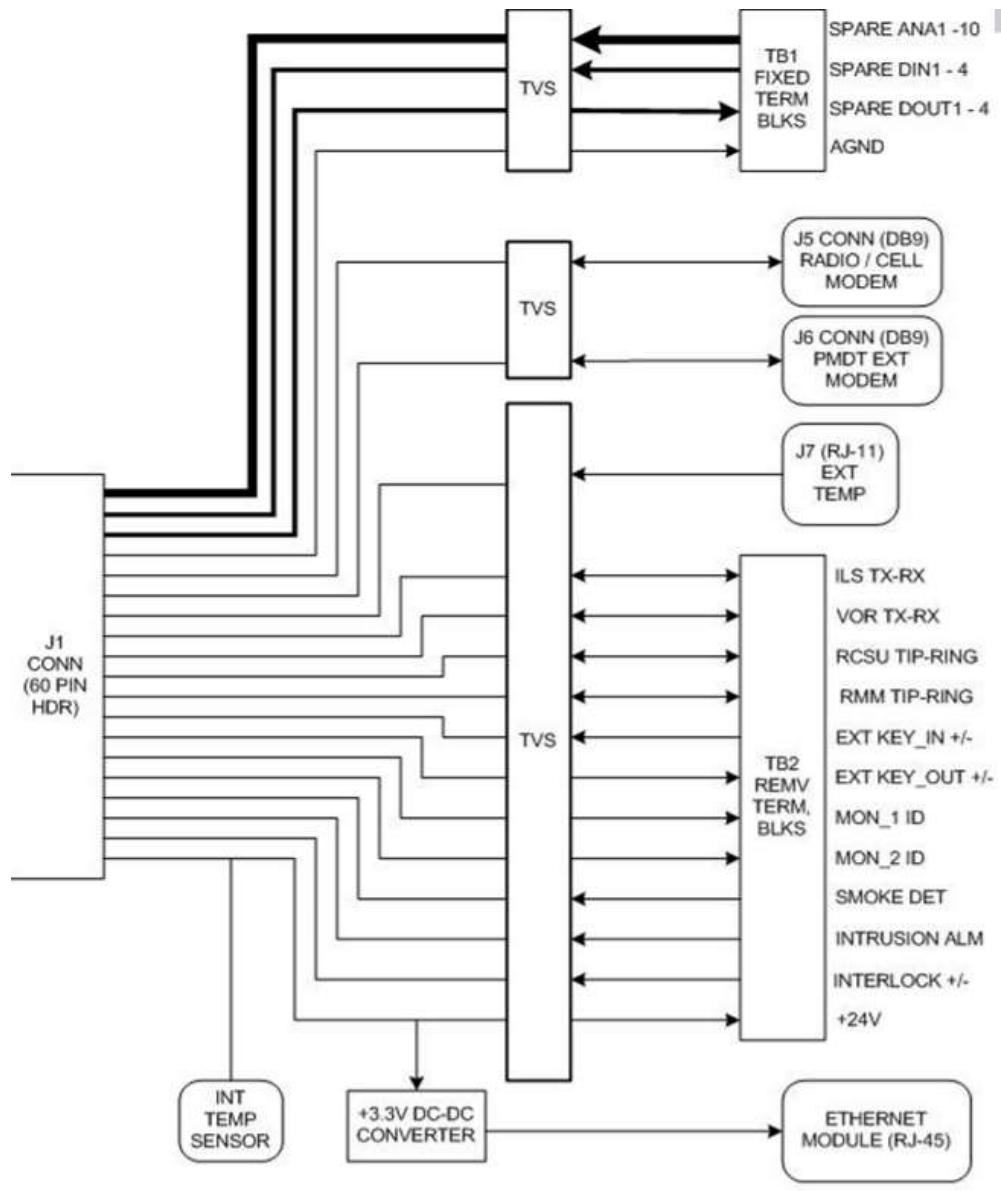 SPARE ANA1 -10
TB1
FIXED
TERM
BLKS
SPARE DIN1 - 4
TVS
SPARE DOUT1 - 4
AGND
J5 CONN (DB9)
RADIO / CELL
MODEM
TVS
J6 CONN (DB9)
PMDT EXT
MODEM
J7 (RJ-11)
EXT
TEMP
J1
CONN
(60 PIN
HDR)
TVS
TB2
REMV
TERM,
BLKS
ILS TX-RX
VOR TX-RX
RCSU TIP-RING
RMM TIP-RING
EXT KEY_IN +/-
EXT KEY_OUT +/-
MON_1 ID
MON_2 ID
SMOKE DET
INTRUSION ALM
INTERLOCK +/-
+24V
INT
TEMP
SENSOR
+3.3V DC-DC
CONVERTER
ETHERNET
MODULE (RJ-45)